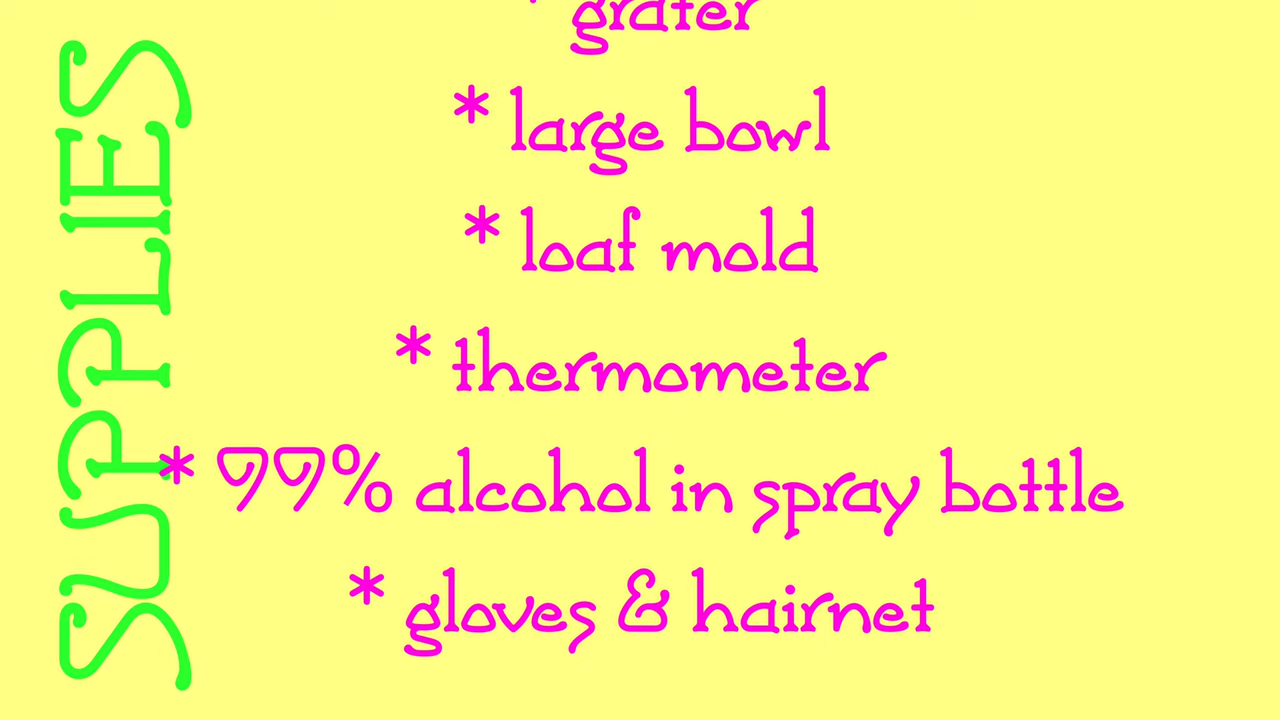 SUPPLIES
* grater
* large bowl
* loaf mold
* thermometer
* 99% alcohol in spray bottle
* gloves & hairnet